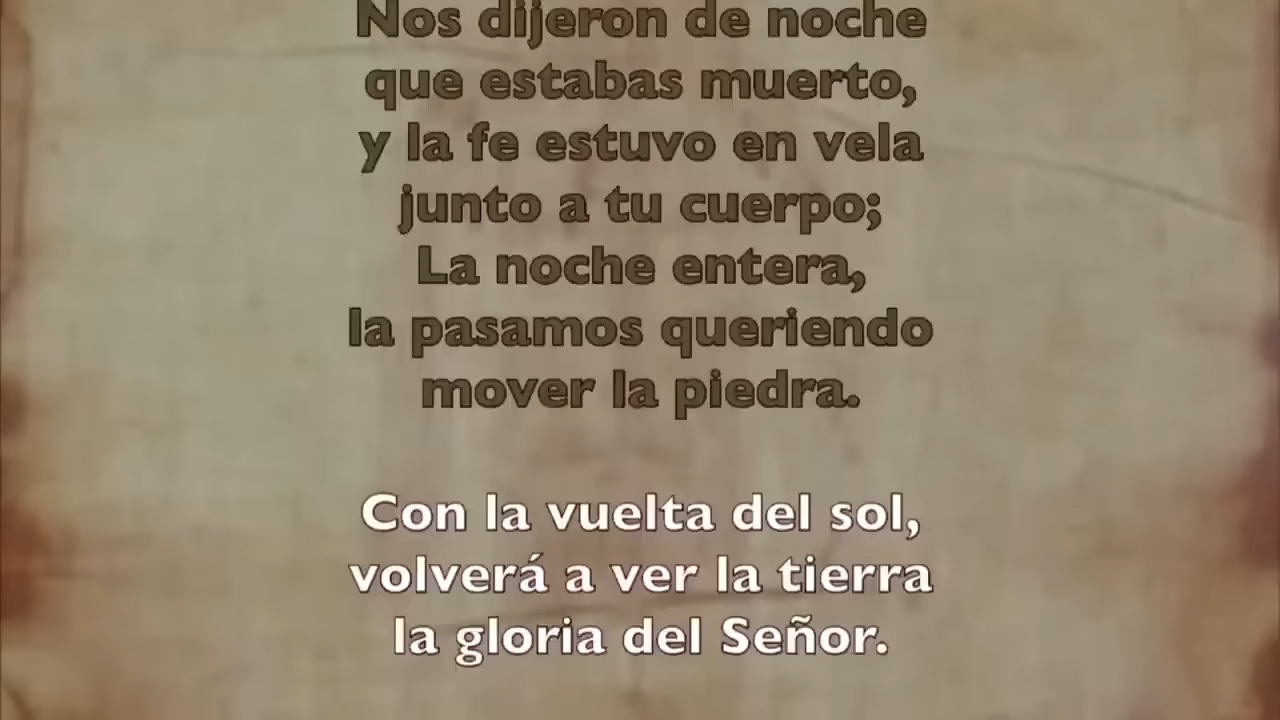 Nos dijeron de noche
que estabas muerto,
y la fe estuvo en vela
junto a tu cuerpo;
La noche entera,
la pasamos queriendo
mover la piedra.
Con la vuelta del sol,
volverá a ver la tierra
la gloria del Señor.